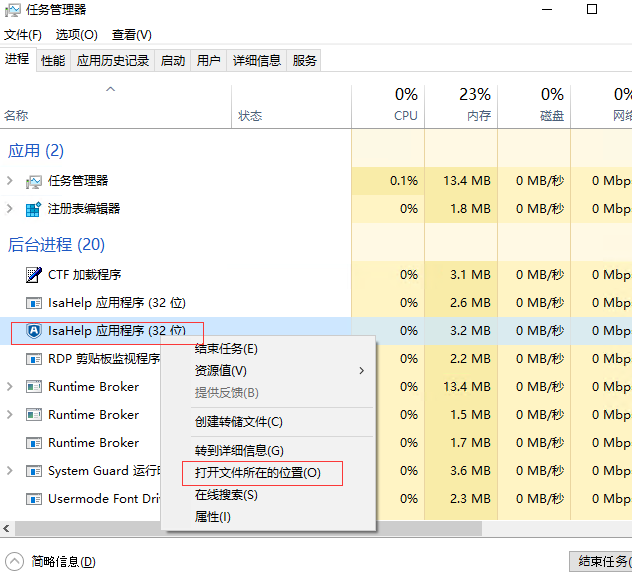 任务管理器
文件(F) 选项(O) 查看(V)
进程 性能 应用历史记录 启动 用户 详细信息 服务
0% 23% 0% 0%
名称 状态 CPU 内存 磁盘 网络
应用 (2)
任务管理器 0.1% 13.4 MB 0 MB/秒 0 Mbp
注册表编辑器 0% 1.8 MB 0 MB/秒 0 Mbp
后台进程 (20)
CTF 加载程序 0% 3.1 MB 0 MB/秒 0 Mbp
IsaHelp 应用程序 (32 位) 0% 2.6 MB 0 MB/秒 0 Mbp
IsaHelp 应用程序 (32 位) 0% 3.2 MB 0 MB/秒 0 Mbp
RDP 剪贴板监视程序 0% 2.2 MB 0 MB/秒 0 Mbp
Runtime Broker 0% 13.4 MB 0 MB/秒 0 Mbp
Runtime Broker 0% 1.5 MB 0 MB/秒 0 Mbp
Runtime Broker 0% 1.7 MB 0 MB/秒 0 Mbp
System Guard 运行 0% 3.6 MB 0 MB/秒 0 Mbp
Usermode Font Dri 0% 2.3 MB 0 MB/秒 0 Mbp
结束任务(E)
资源值(V)
提供反馈(B)
创建转储文件(C)
转到详细信息(G)
打开文件所在的位置(O)
在线搜索(S)
属性(I)
简略信息(D) 结束任务(